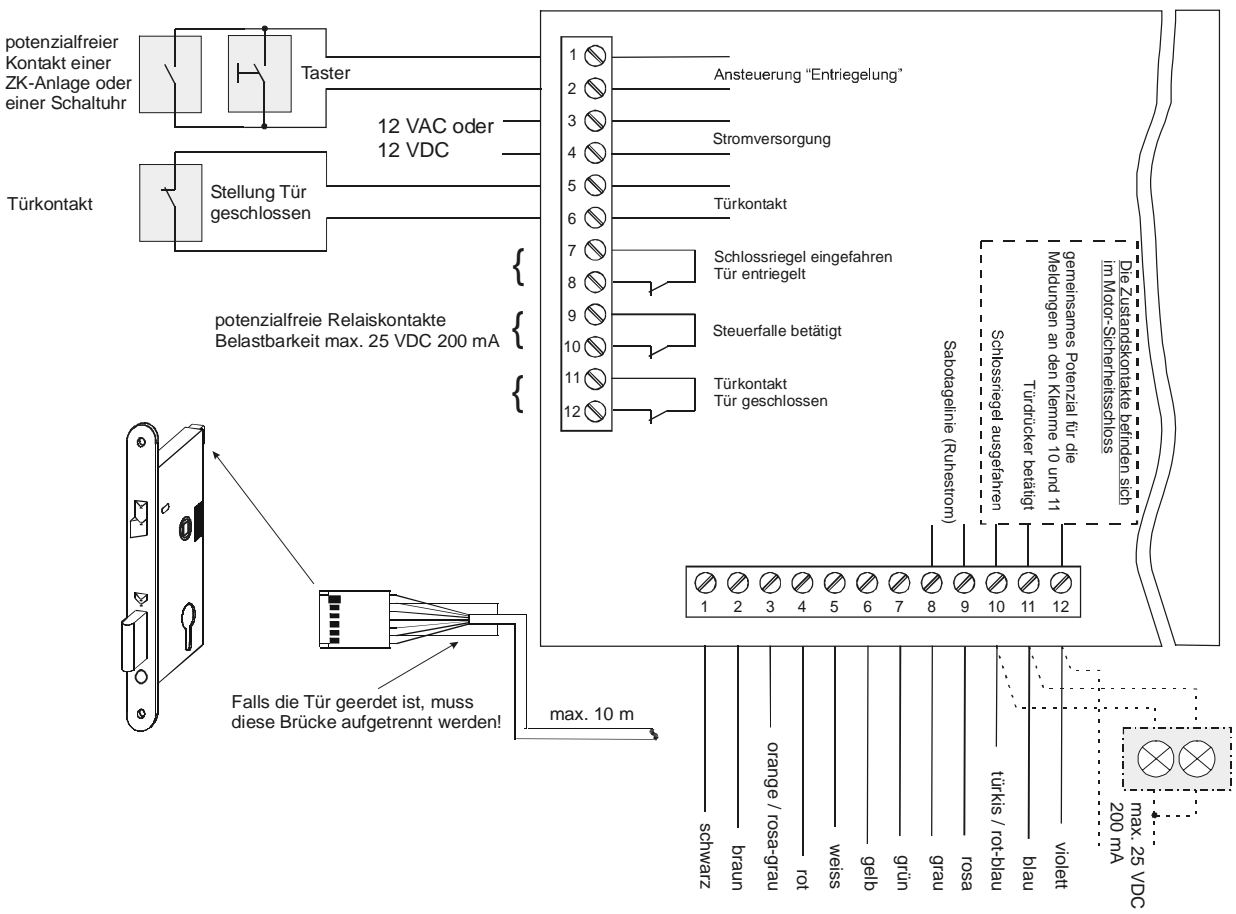 potenzialfreier
Kontakt einer
ZK-Anlage oder
einer Schaltuhr
Taster
12 VAC oder
12 VDC
Türkontakt
Stellung Tür
geschlossen
potenzialfreie Relaiskontakte
Belastbarkeit max. 25 VDC 200 mA
{
{
{
1
2
3
4
5
6
7
8
9
10
11
12
Ansteuerung "Entriegelung"
Stromversorgung
Türkontakt
Schlossriegel eingefahren
Tür entriegelt
Steuerfalle betätigt
Türkontakt
Tür geschlossen
Die Zustandskontakte befinden sich
im Motor-Sicherheitsschloss
gemeinsames Potenzial für die
Meldungen an den Klemme 10 und 11
Türdrücker betätigt
Schlossriegel ausgefahren
Sabotagelinie (Ruhestrom)
1 2 3 4 5 6 7 8 9 10 11 12
Falls die Tür geerdet ist, muss
diese Brücke aufgetrennt werden!
max. 10 m
schwarz
braun
orange / rosa-grau
rot
weiss
gelb
grün
grau
rosa
türkis / rot-blau
blau
violett
max. 25 VDC
200 mA